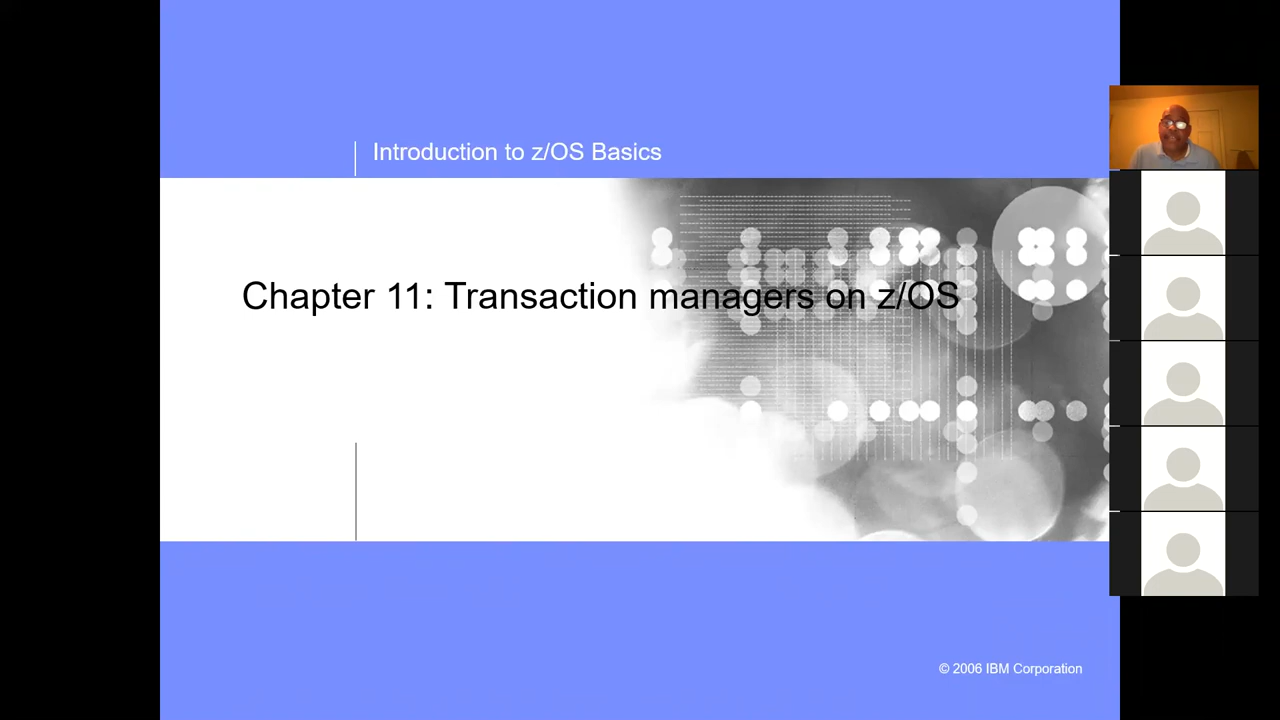 Introduction to z/OS Basics
Chapter 11: Transaction managers on z/OS
© 2006 IBM Corporation